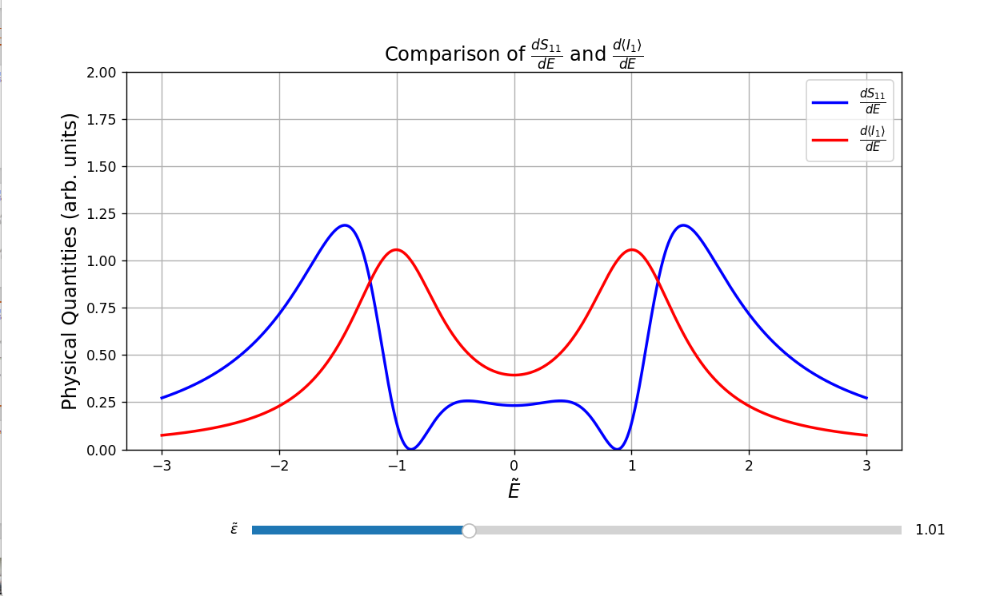 Comparison of dS₁₁/dE and d⟨I₁⟩/dE
2.00
1.75
1.50
1.25
1.00
0.75
0.50
0.25
0.00
Physical Quantities (arb. units)
dS₁₁/dE
d⟨I₁⟩/dE
−3 −2 −1 0 1 2 3
Ẽ
ε̃ 1.01